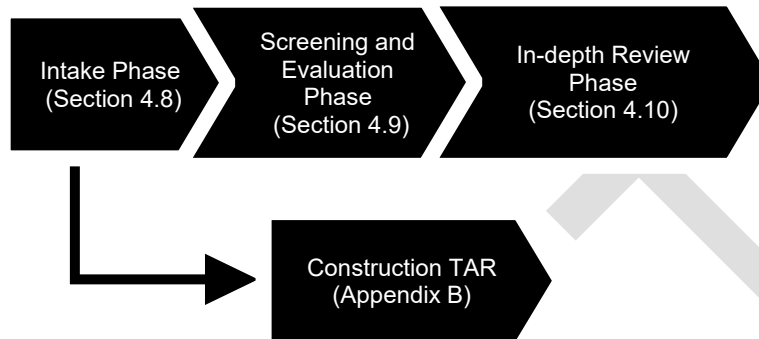 Intake Phase
(Section 4.8)
Screening and
Evaluation
Phase
(Section 4.9)
In-depth Review
Phase
(Section 4.10)
Construction TAR
(Appendix B)